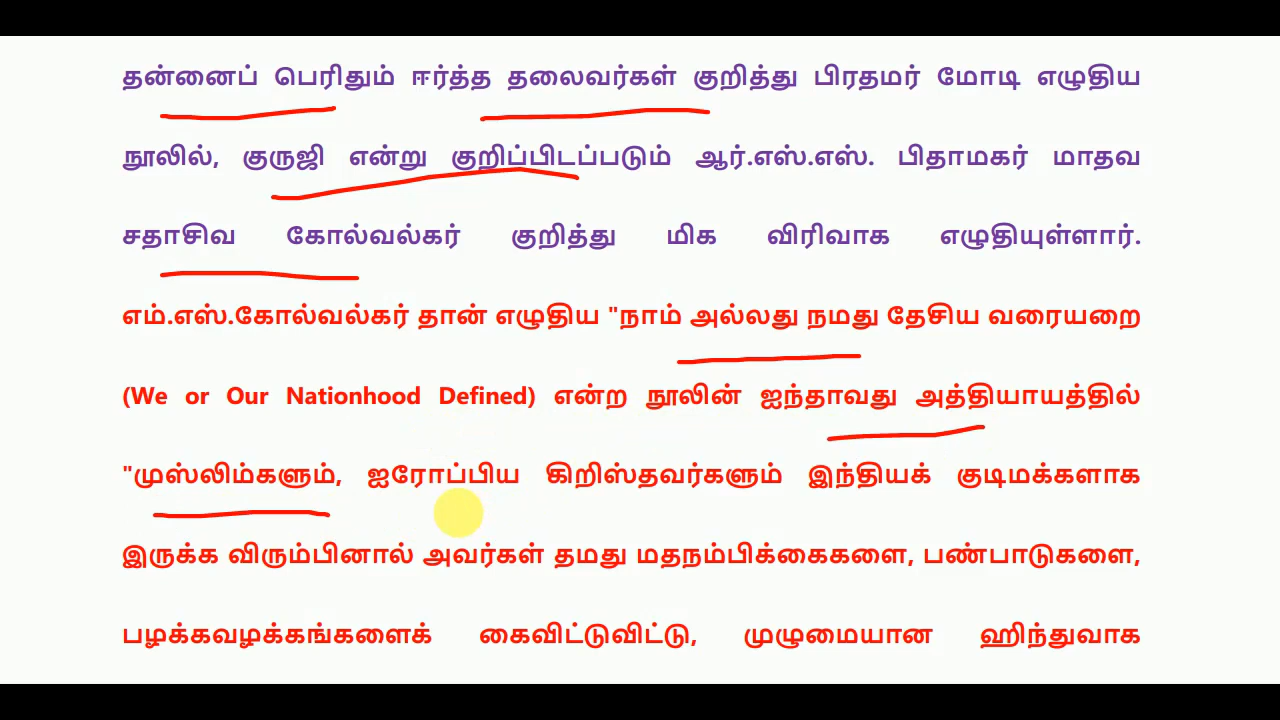 தன்னைப் பெரிதும் ஈர்த்த தலைவர்கள் குறித்து பிரதமர் மோடி எழுதிய
நூலில், குருஜி என்று குறிப்பிடப்படும் ஆர்.எஸ்.எஸ். பிதாமகர் மாதவ
சதாசிவ கோல்வல்கர் குறித்து மிக விரிவாக எழுதியுள்ளார்.
எம்.எஸ்.கோல்வல்கர் தான் எழுதிய "நாம் அல்லது நமது தேசிய வரையறை
(We or Our Nationhood Defined) என்ற நூலின் ஐந்தாவது அத்தியாயத்தில்
"முஸ்லிம்களும், ஐரோப்பிய கிறிஸ்தவர்களும் இந்தியக் குடிமக்களாக
இருக்க விரும்பினால் அவர்கள் தமது மதநம்பிக்கைகளை, பண்பாடுகளை,
பழக்கவழக்கங்களைக் கைவிட்டுவிட்டு, முழுமையான ஹிந்துவாக